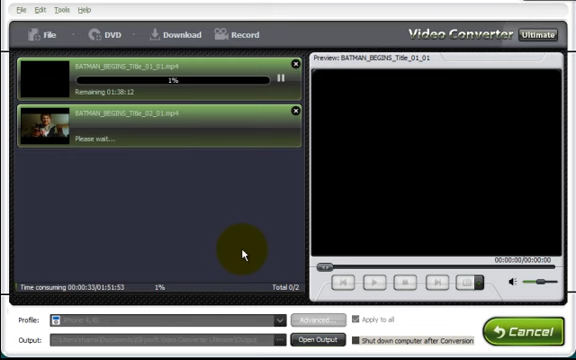 File Edit Tools Help
File DVD Download Record Video Converter Ultimate
BATMAN_BEGINS_Title_01_01.mp4
1%
Remaining 01:38:12
BATMAN_BEGINS_Title_02_01.mp4
Please wait...
Preview: BATMAN_BEGINS_Title_01_01
00:00:00/00:00:00
Time consuming 00:00:33/01:51:53 1% Total 0/2
Profile: Advanced... Apply to all
Output: Open Output Shut down computer after Conversion
Cancel